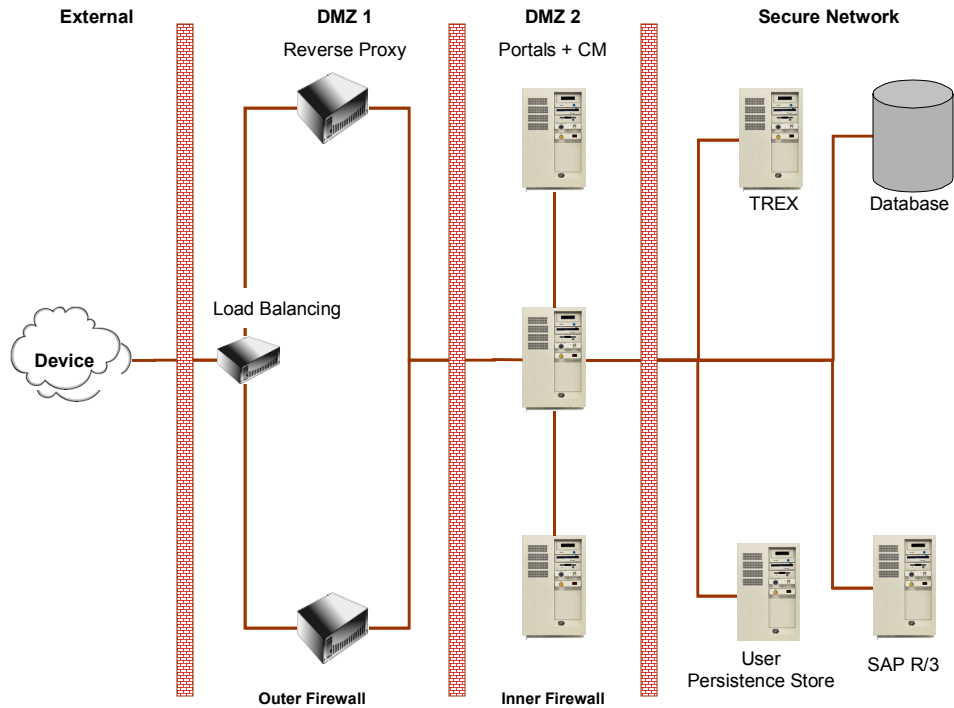 External
DMZ 1
DMZ 2
Secure Network
Reverse Proxy
Portals + CM
TREX
Database
Load Balancing
Device
User
Persistence Store
SAP R/3
Outer Firewall
Inner Firewall